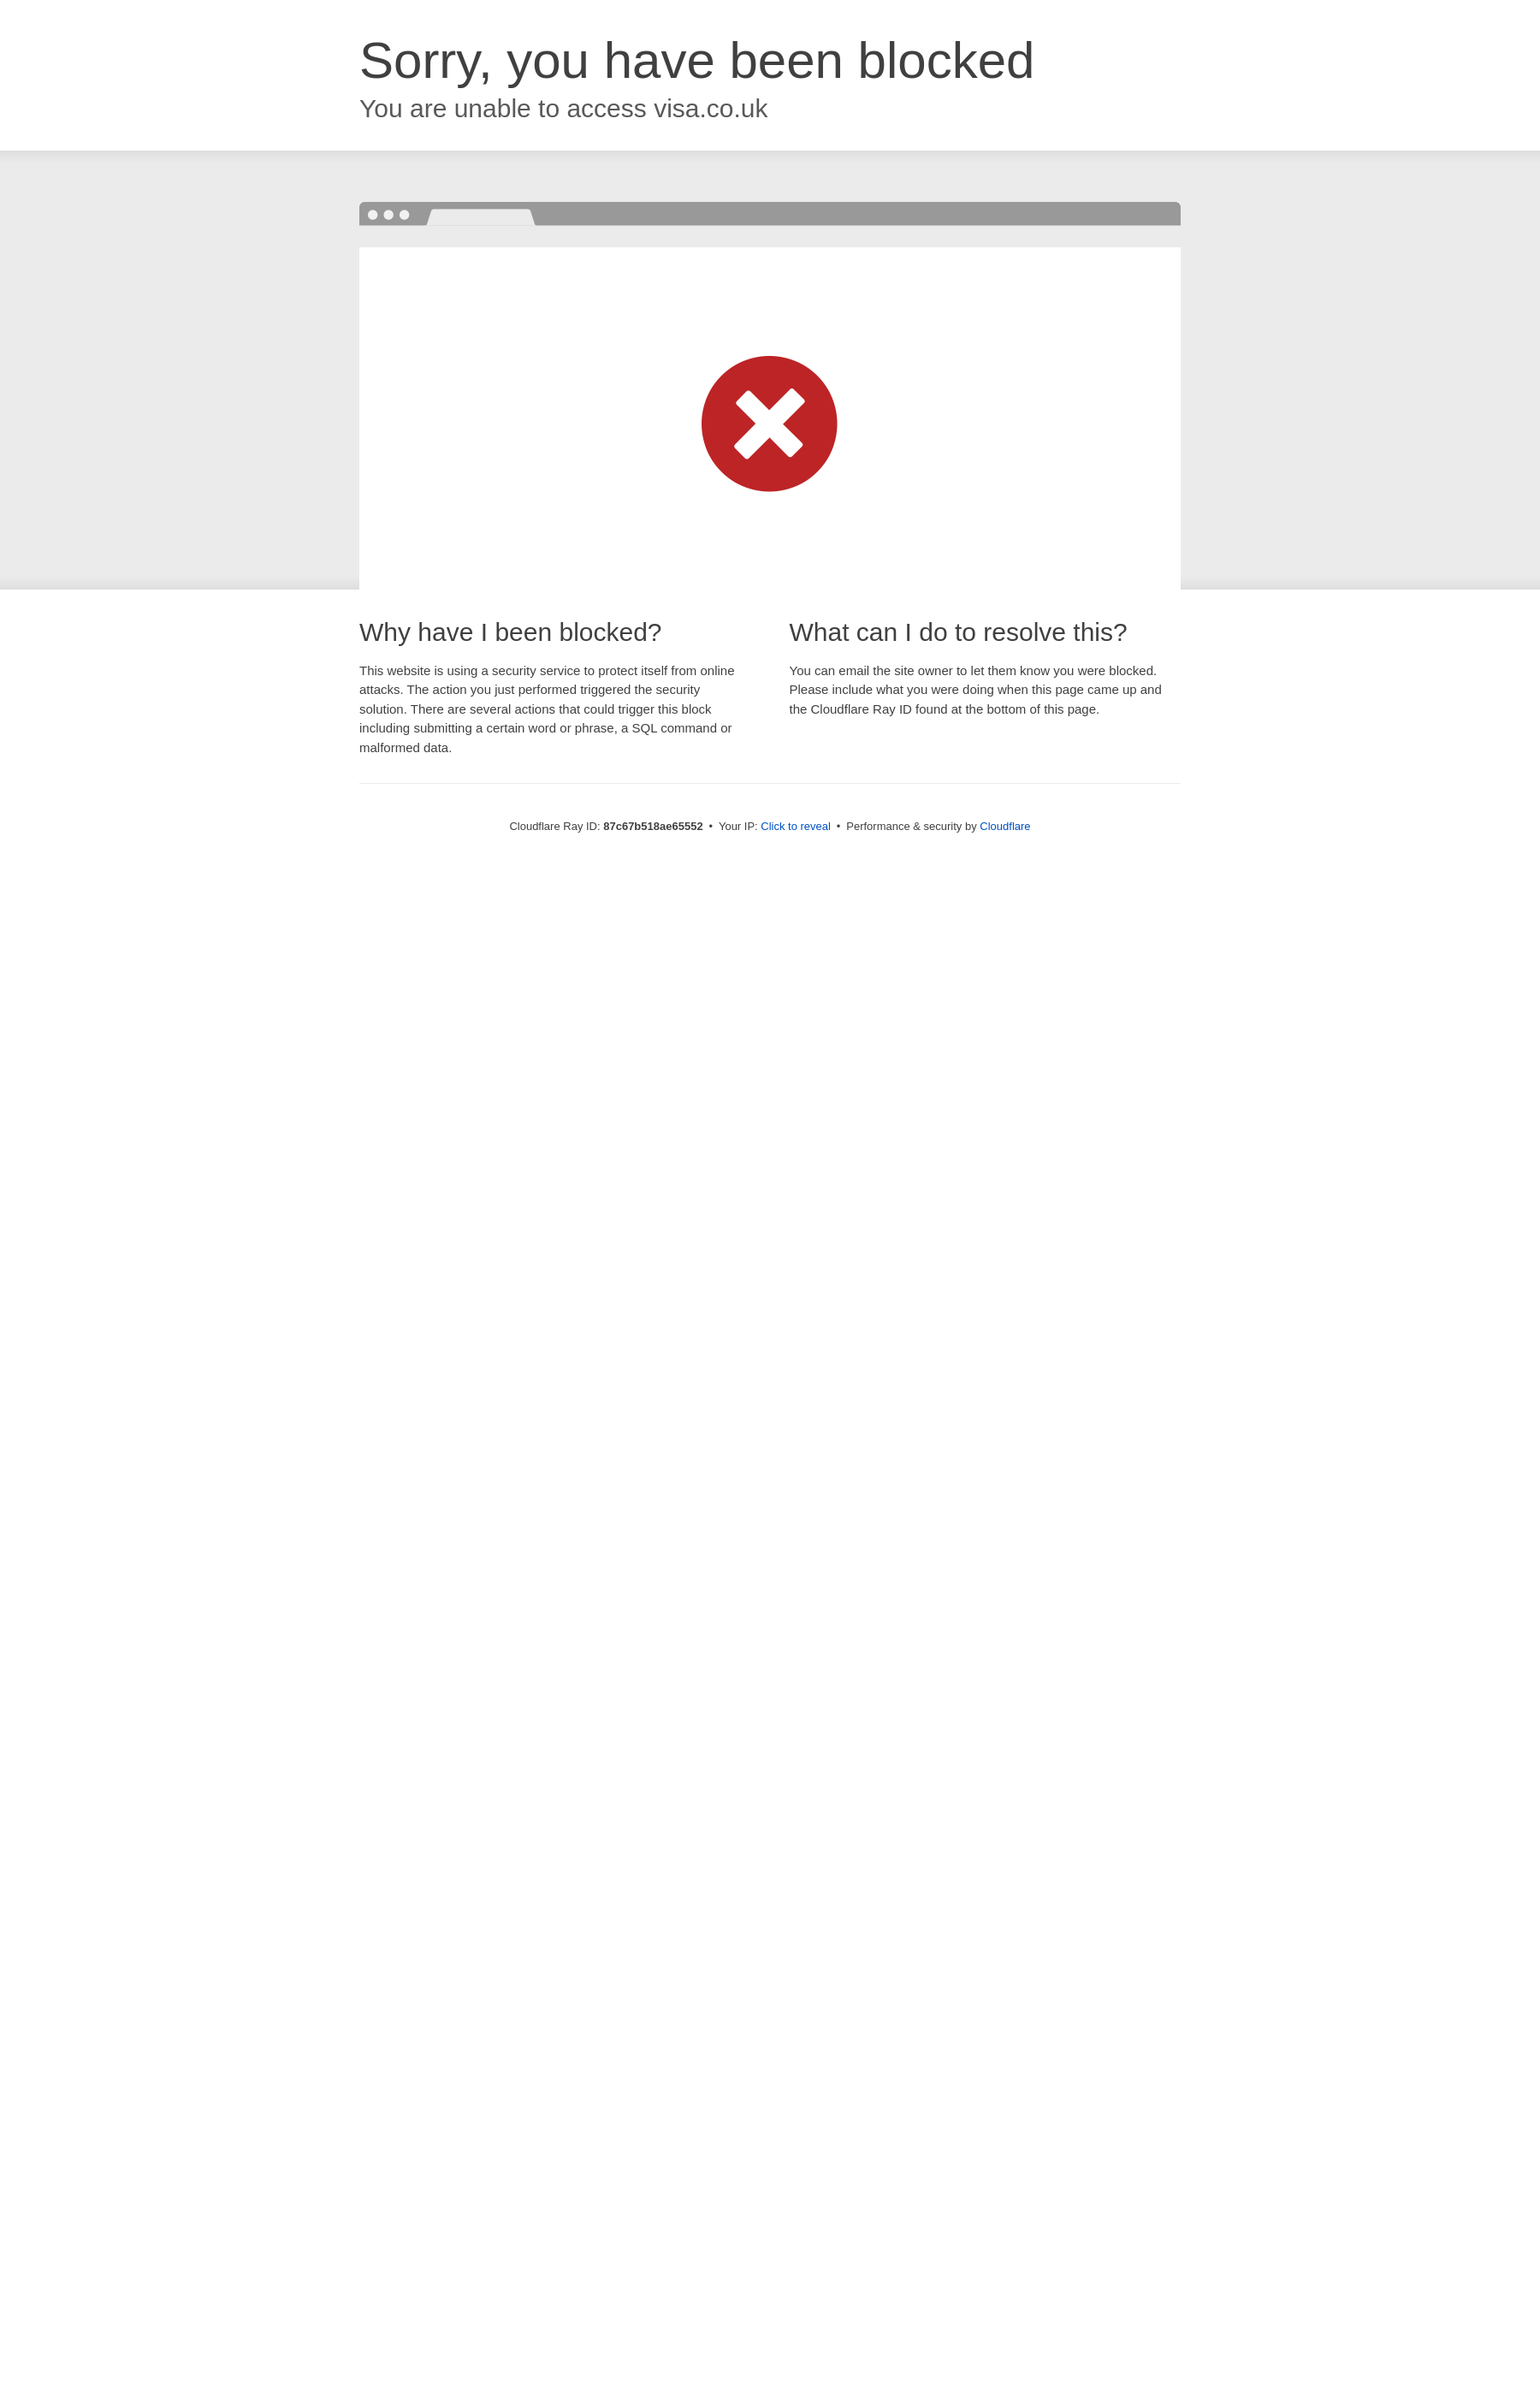 Sorry, you have been blocked
You are unable to access visa.co.uk
Why have I been blocked?
This website is using a security service to protect itself from online
attacks. The action you just performed triggered the security
solution. There are several actions that could trigger this block
including submitting a certain word or phrase, a SQL command or
malformed data.
What can I do to resolve this?
You can email the site owner to let them know you were blocked.
Please include what you were doing when this page came up and
the Cloudflare Ray ID found at the bottom of this page.
Cloudflare Ray ID: 87c67b518ae65552 • Your IP: Click to reveal • Performance & security by Cloudflare